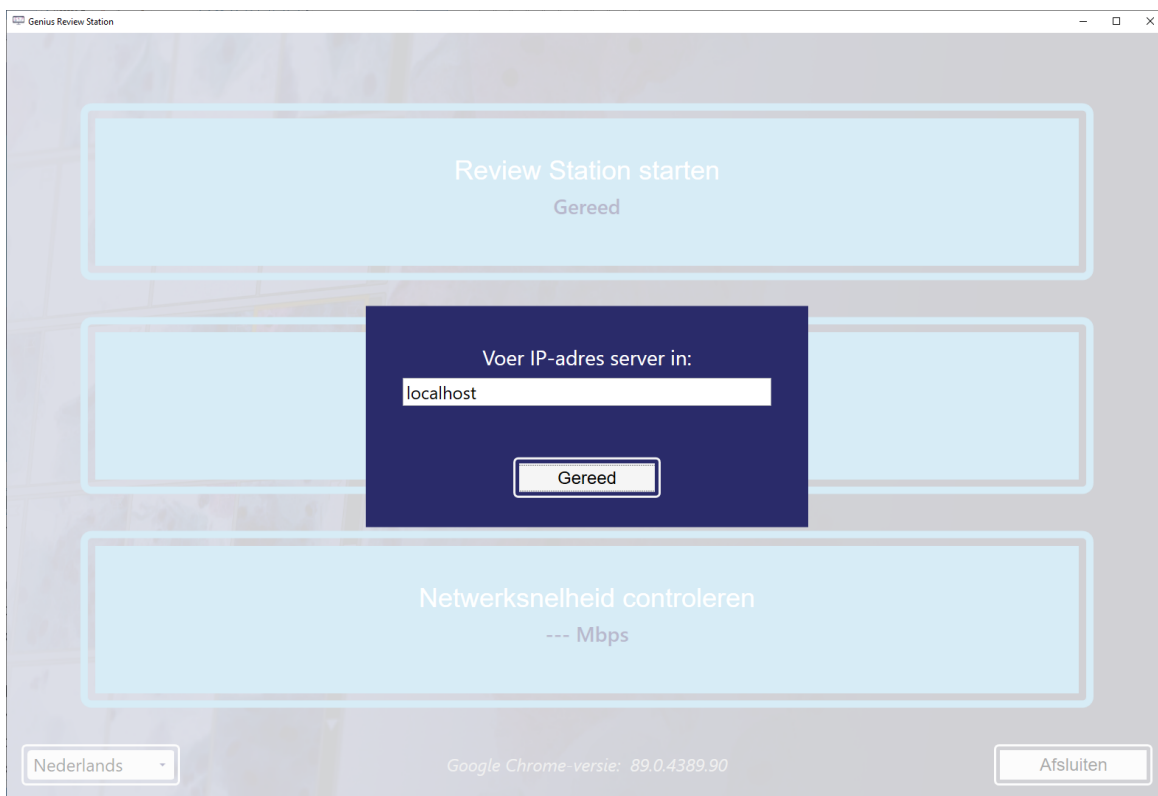 Genius Review Station
Review Station starten
Gereed
Voer IP-adres server in:
localhost
Gereed
Netwerksnelheid controleren
--- Mbps
Nederlands
Google Chrome-versie: 89.0.4389.90
Afsluiten